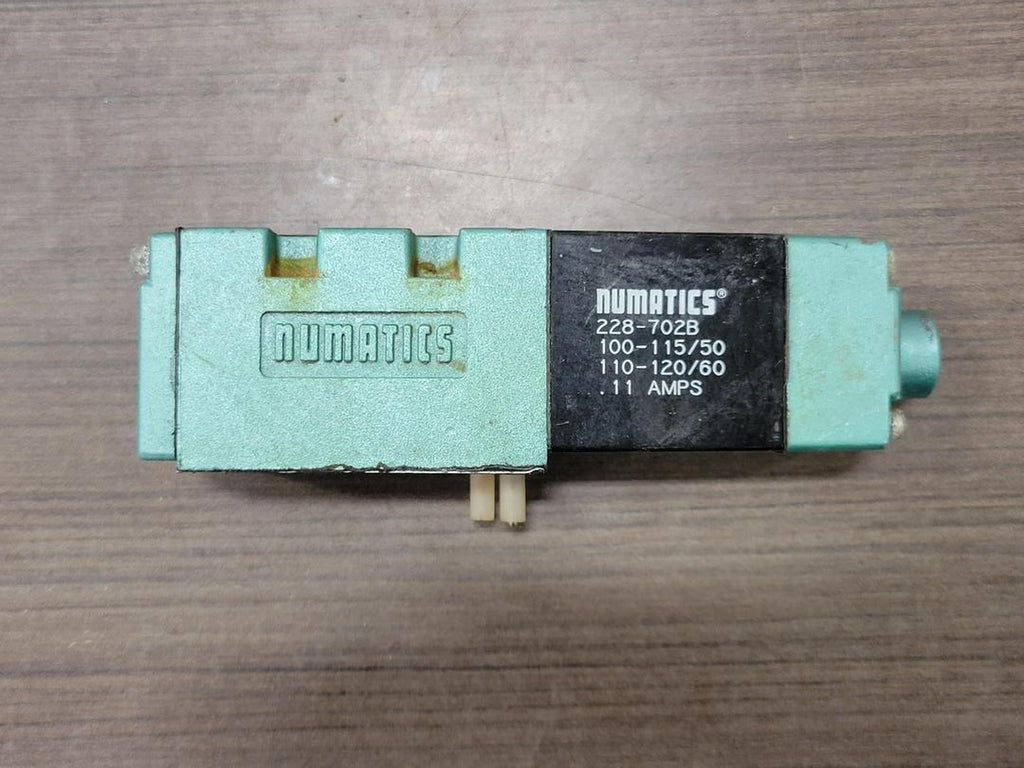 NUMATICS
NUMATICS®
228-702B
100-115/50
110-120/60
.11 AMPS